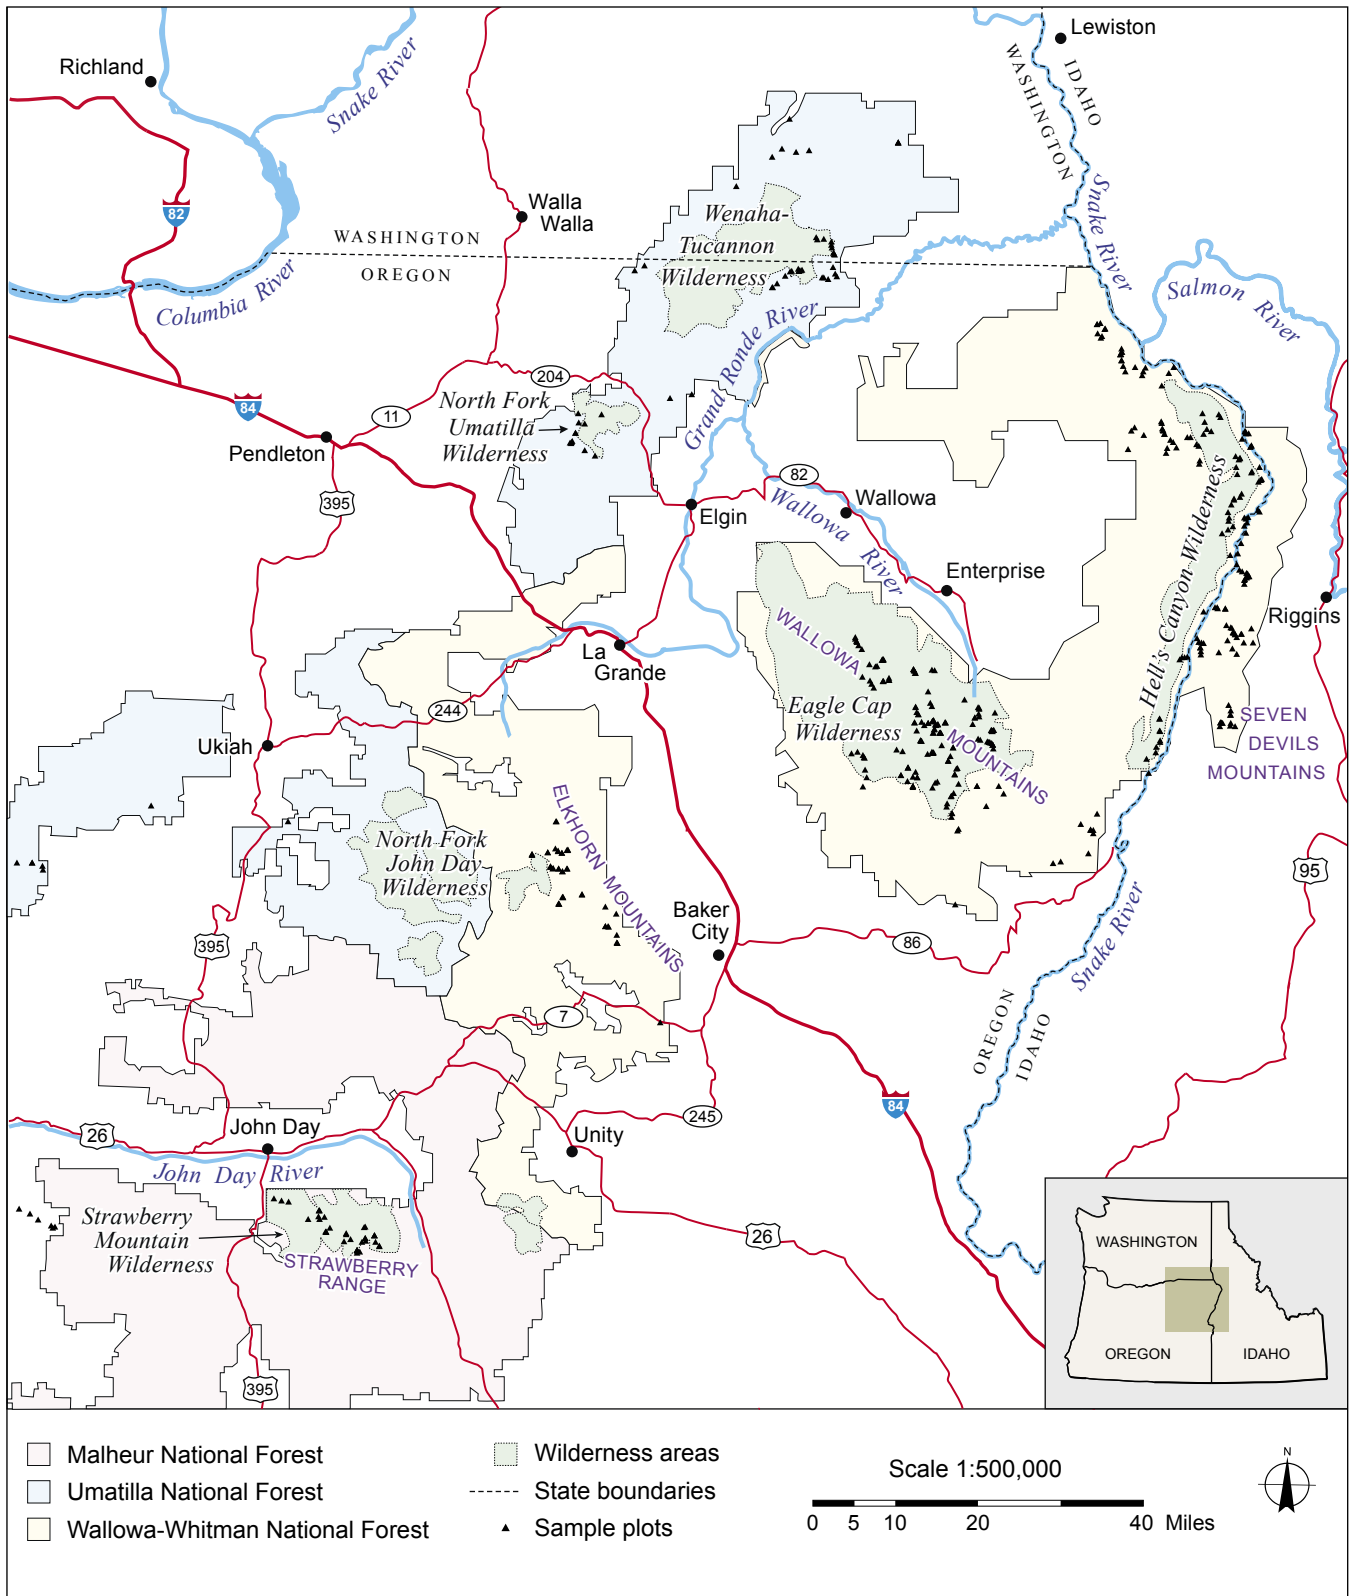 Richland
Snake River
Lewiston
WASHINGTON
IDAHO
82
Walla
Walla
WASHINGTON
OREGON
Columbia River
Wenaha-
Tucannon
Wilderness
Snake River
Salmon River
Grand Ronde River
204
84
11
North Fork
Umatilla
Wilderness
Pendleton
395
82
Elgin
Wallowa
Wallowa River
Enterprise
Hell's Canyon Wilderness
Riggins
La
Grande
WALLOWA
MOUNTAINS
Eagle Cap
Wilderness
244
Ukiah
SEVEN
DEVILS
MOUNTAINS
ELKHORN MOUNTAINS
North Fork
John Day
Wilderness
95
Baker
City
395
86
Snake River
7
OREGON
IDAHO
84
245
26
John Day
Unity
John Day River
Strawberry
Mountain
Wilderness
STRAWBERRY
RANGE
26
395
WASHINGTON
OREGON
IDAHO
Malheur National Forest
Umatilla National Forest
Wallowa-Whitman National Forest
Wilderness areas
State boundaries
Sample plots
Scale 1:500,000
0 5 10 20 40 Miles
N